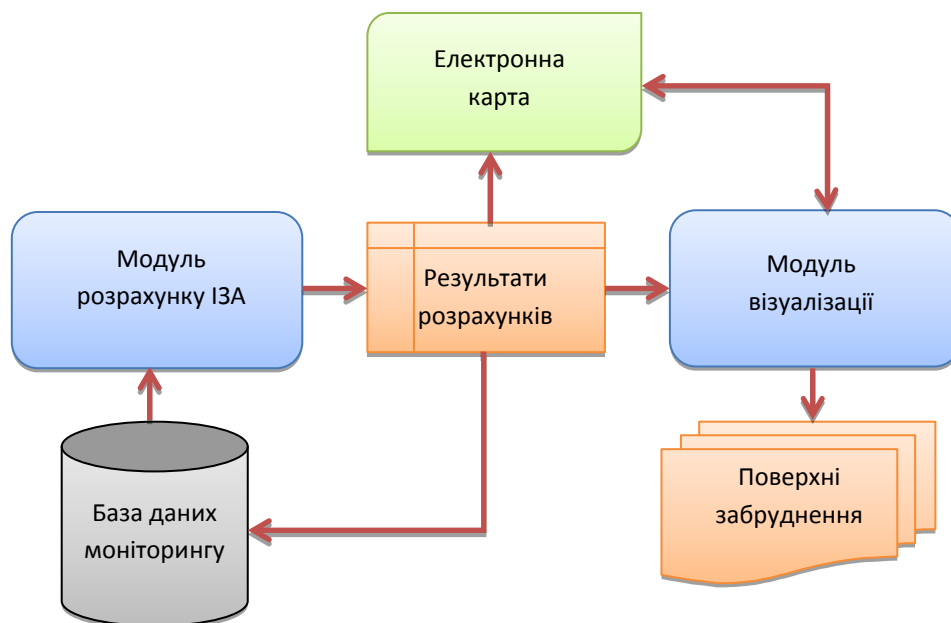 Електронна
карта
Модуль
розрахунку ІЗА
Результати
розрахунків
Модуль
візуалізації
База даних
моніторингу
Поверхні
забруднення